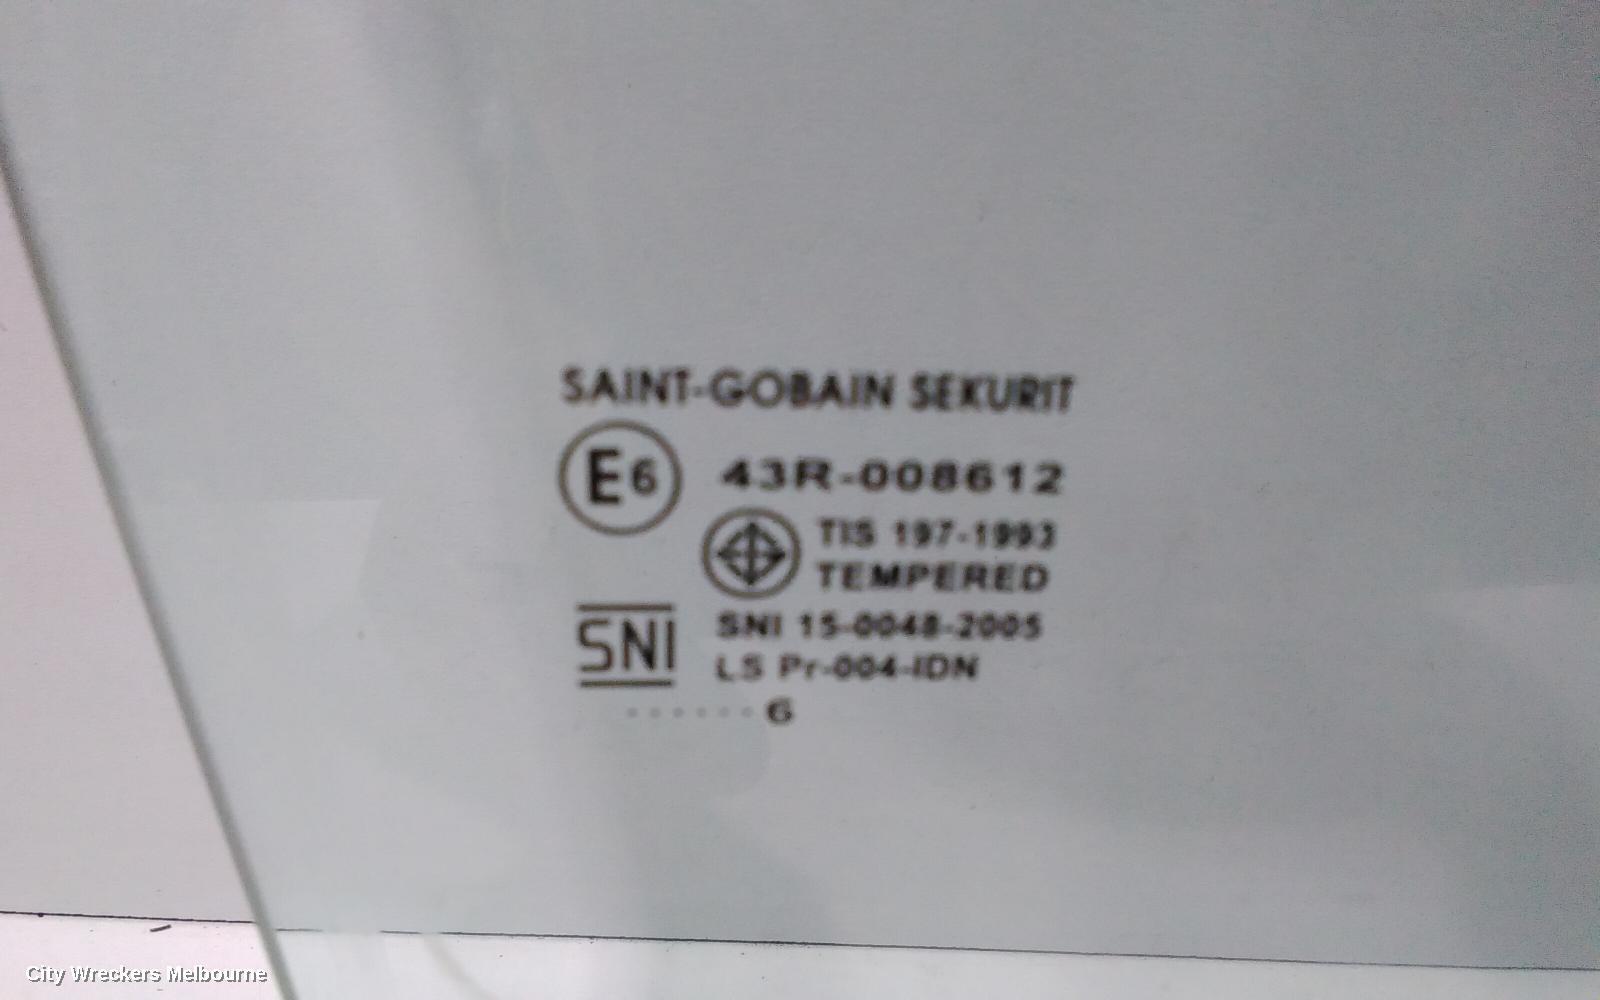 SAINT-GOBAIN SEKURIT
E6 43R-008612
TIS 197-1993
TEMPERED
SNI SNI 15-0048-2005
LS Pr-004-IDN
......6
City Wreckers Melbourne